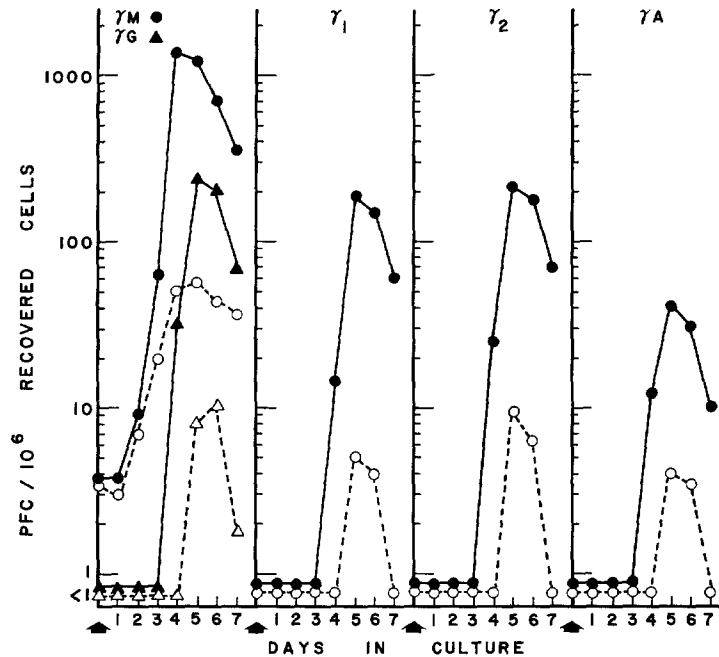 γM ●
γG ▲
γ1
γ2
γA
PFC / 10⁶ RECOVERED CELLS
1000
100
10
1
<1
1 2 3 4 5 6 7
1 2 3 4 5 6 7
1 2 3 4 5 6 7
1 2 3 4 5 6 7
DAYS IN CULTURE